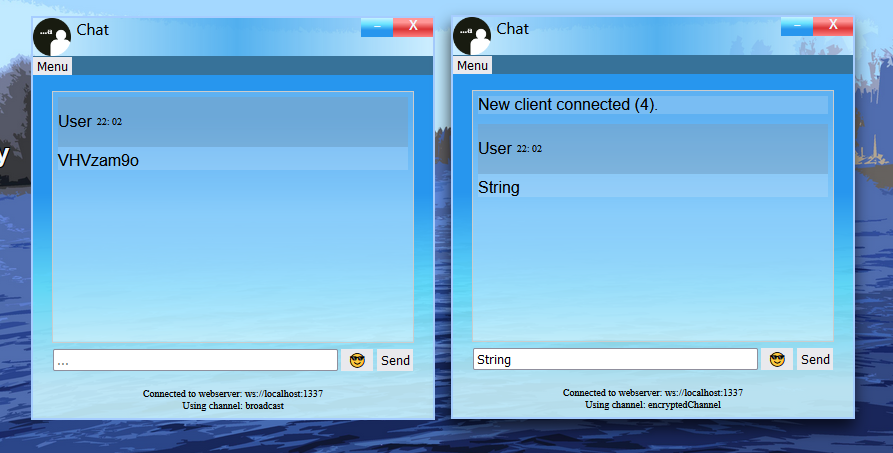 Chat
Menu
User 22: 02
VHVzam9o
...
Send
Connected to webserver: ws://localhost:1337
Using channel: broadcast
Chat
Menu
New client connected (4).
User 22: 02
String
String
Send
Connected to webserver: ws://localhost:1337
Using channel: encryptedChannel
y